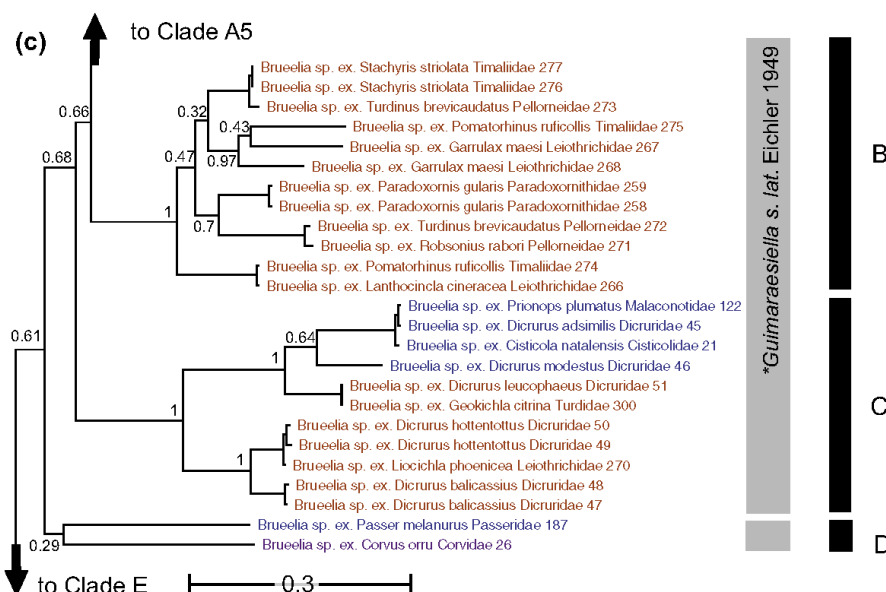 (c)
to Clade A5
Brueelia sp. ex. Stachyris striolata Timaliidae 277
Brueelia sp. ex. Stachyris striolata Timaliidae 276
Brueelia sp. ex. Turdinus brevicaudatus Pellorneidae 273
Brueelia sp. ex. Pomatorhinus ruficollis Timaliidae 275
Brueelia sp. ex. Garrulax maesi Leiothrichidae 267
Brueelia sp. ex. Garrulax maesi Leiothrichidae 268
Brueelia sp. ex. Paradoxornis gularis Paradoxornithidae 259
Brueelia sp. ex. Paradoxornis gularis Paradoxornithidae 258
Brueelia sp. ex. Turdinus brevicaudatus Pellorneidae 272
Brueelia sp. ex. Robsonius rabori Pellorneidae 271
Brueelia sp. ex. Pomatorhinus ruficollis Timaliidae 274
Brueelia sp. ex. Lanthocincla cineracea Leiothrichidae 266
Brueelia sp. ex. Prionops plumatus Malaconotidae 122
Brueelia sp. ex. Dicrurus adsimilis Dicruridae 45
Brueelia sp. ex. Cisticola natalensis Cisticolidae 21
Brueelia sp. ex. Dicrurus modestus Dicruridae 46
Brueelia sp. ex. Dicrurus leucophaeus Dicruridae 51
Brueelia sp. ex. Geokichla citrina Turdidae 300
Brueelia sp. ex. Dicrurus hottentottus Dicruridae 50
Brueelia sp. ex. Dicrurus hottentottus Dicruridae 49
Brueelia sp. ex. Liocichla phoenicea Leiothrichidae 270
Brueelia sp. ex. Dicrurus balicassius Dicruridae 48
Brueelia sp. ex. Dicrurus balicassius Dicruridae 47
Brueelia sp. ex. Passer melanurus Passeridae 187
Brueelia sp. ex. Corvus orru Corvidae 26
0.66
0.68
0.32
0.43
0.47
0.97
1
0.7
0.61
0.64
1
1
1
0.29
to Clade E
0.3
*Guimaraesiella s. lat. Eichler 1949
B
C
D